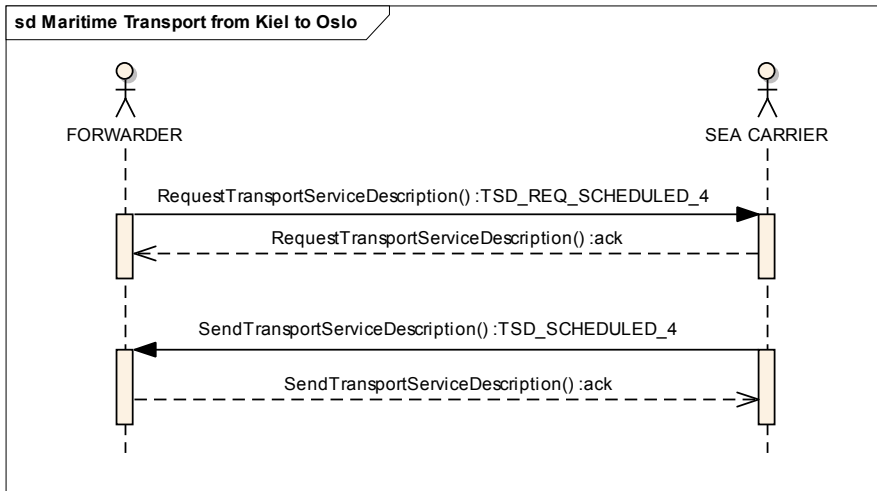 sd Maritime Transport from Kiel to Oslo
FORWARDER
SEA CARRIER
RequestTransportServiceDescription() :TSD_REQ_SCHEDULED_4
RequestTransportServiceDescription() :ack
SendTransportServiceDescription() :TSD_SCHEDULED_4
SendTransportServiceDescription() :ack